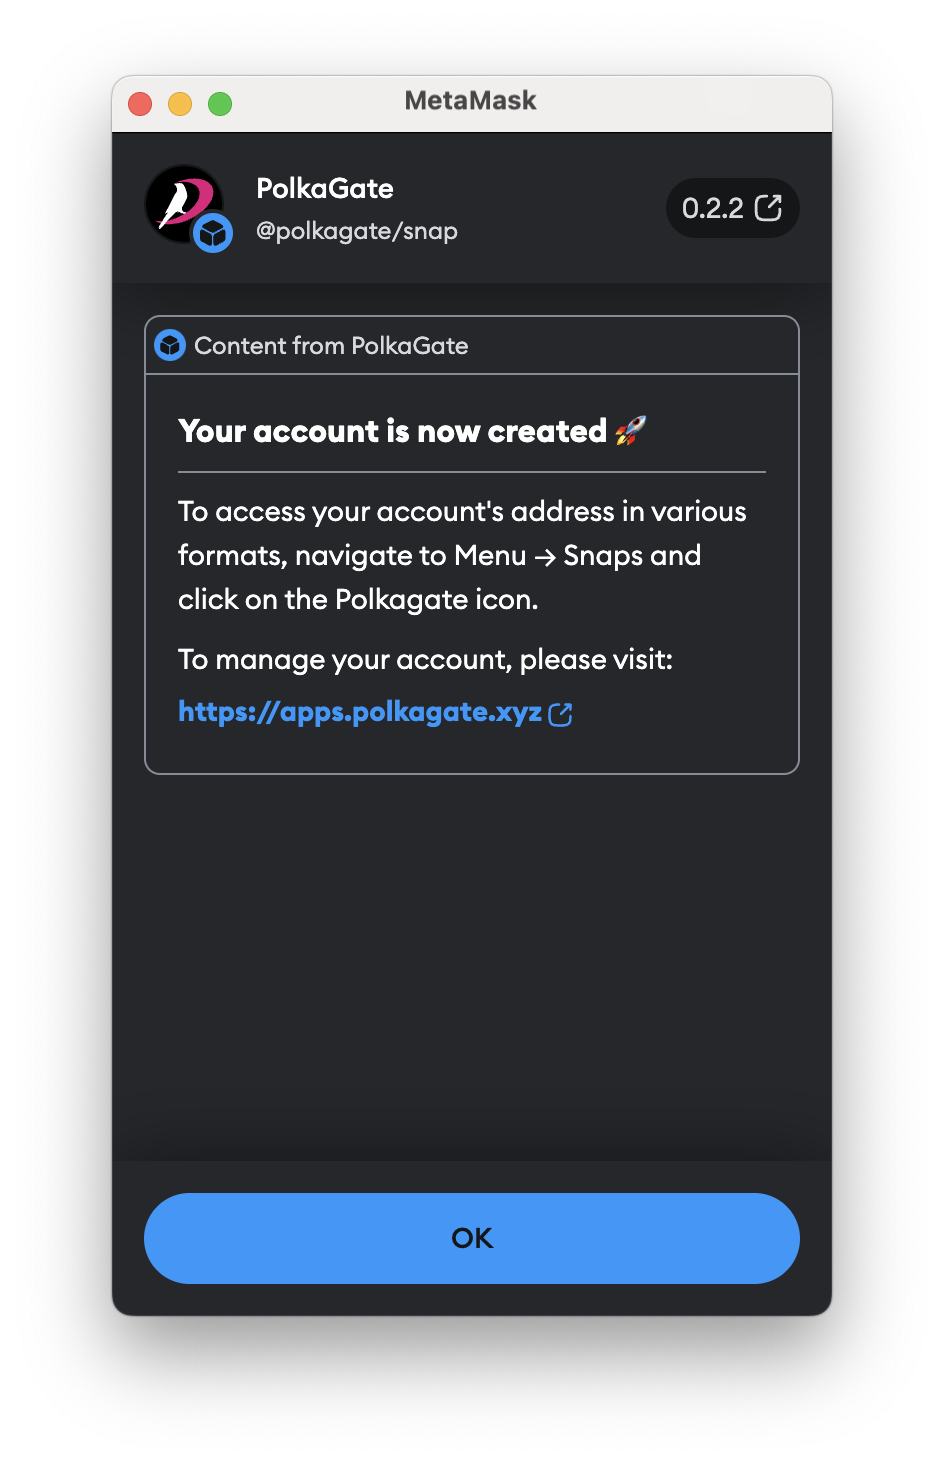 MetaMask
PolkaGate
@polkagate/snap
0.2.2
Content from PolkaGate
Your account is now created 🚀
To access your account's address in various
formats, navigate to Menu → Snaps and
click on the Polkagate icon.
To manage your account, please visit:
https://apps.polkagate.xyz
OK